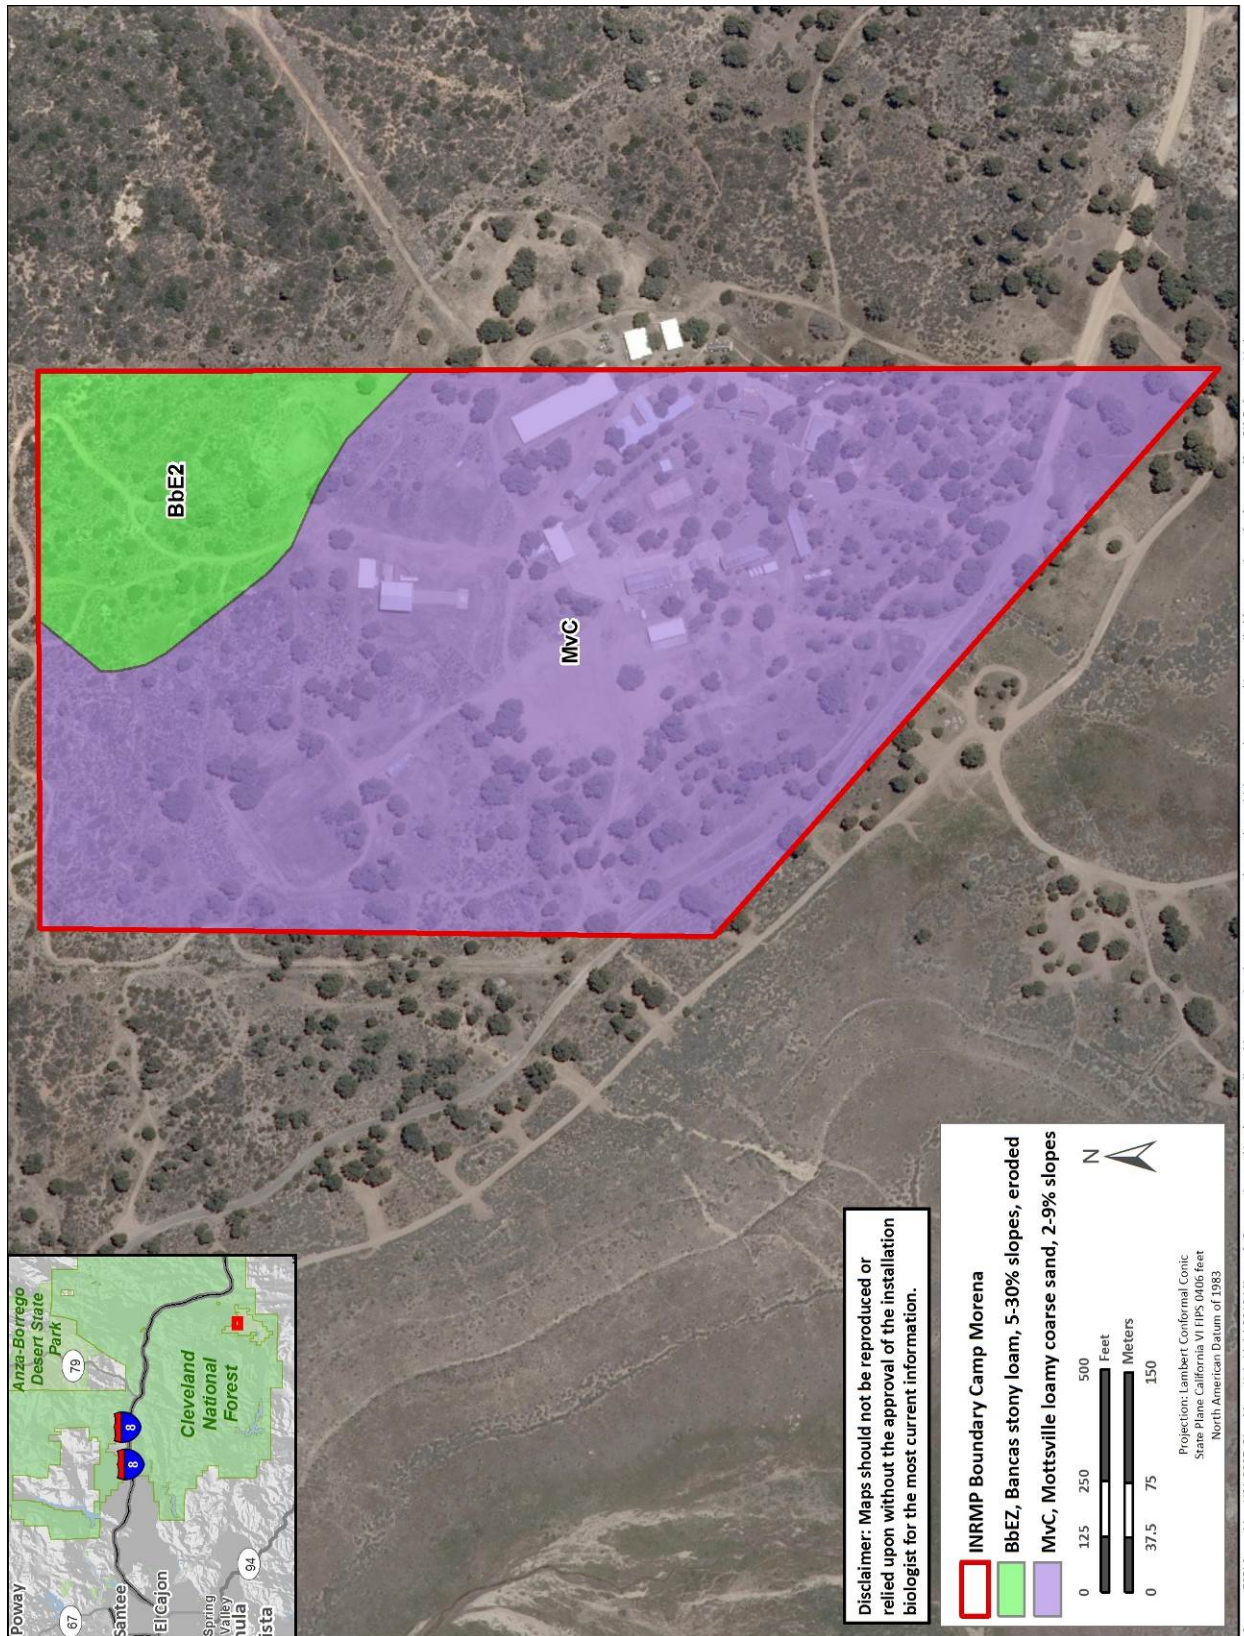 Poway
67
Santee
El Cajon
Spring
Valley
nula
ista
94
8
8
79
Anza-Borrego
Desert State
Park
Cleveland
National
Forest
BbE2
MvC
Disclaimer: Maps should not be reproduced or
relied upon without the approval of the installation
biologist for the most current information.
INRMP Boundary Camp Morena
BbEZ, Bancas stony loam, 5-30% slopes, eroded
MvC, Mottsville loamy coarse sand, 2-9% slopes
0 125 250 500
Feet
Meters
0 37.5 75 150
N
Projection: Lambert Conformal Conic
State Plane California VI FIPS 0406 feet
North American Datum of 1983